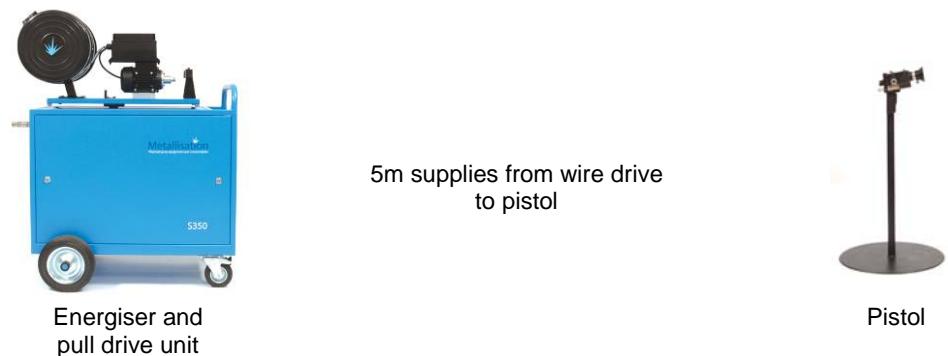 Metallisation
S350
5m supplies from wire drive
to pistol
Energiser and
pull drive unit
Pistol